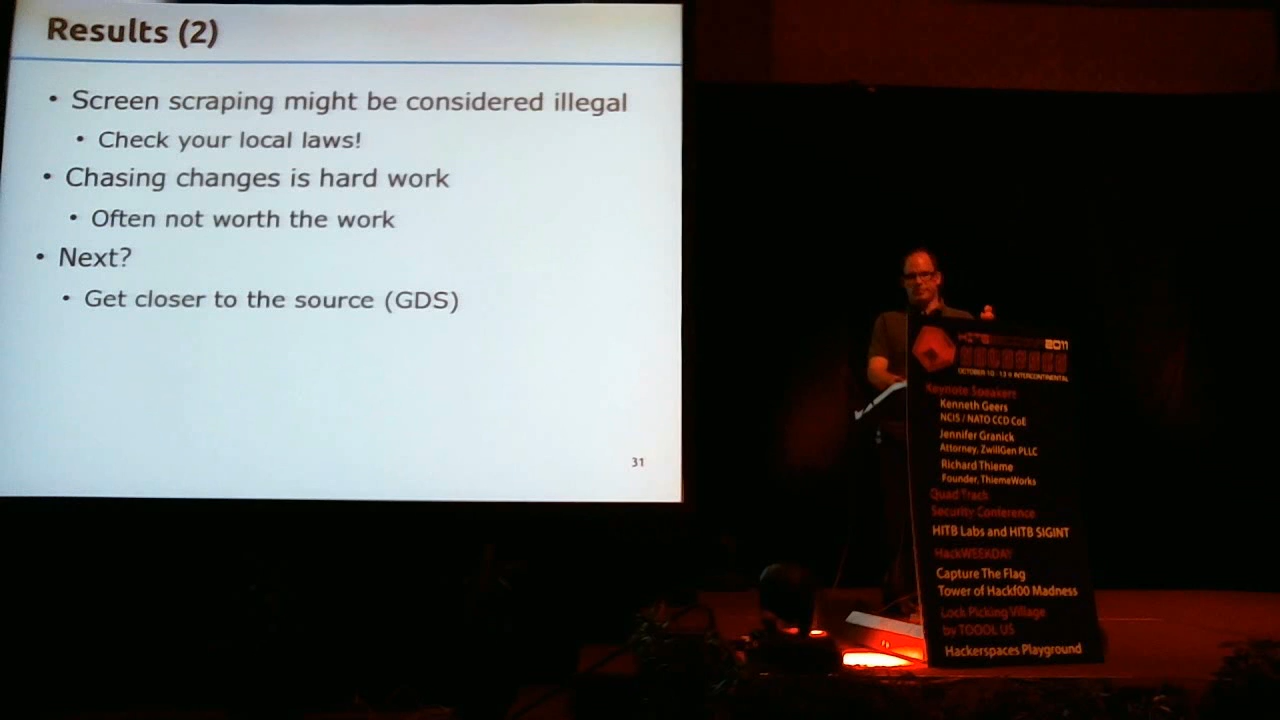 Results (2)
• Screen scraping might be considered illegal
• Check your local laws!
• Chasing changes is hard work
• Often not worth the work
• Next?
• Get closer to the source (GDS)
31
2011
OCTOBER 10 - 13 @ INTERCONTINENTAL
Keynote Speakers
Kenneth Geers
NCIS / NATO CCD CoE
Jennifer Granick
Attorney, ZwillGen PLLC
Richard Thieme
Founder, ThiemeWorks
Quad Track
Security Conference
HITB Labs and HITB SIGINT
HackWEEKDAY
Capture The Flag
Tower of Hackf00 Madness
Lock Picking Village
by TOOOL US
Hackerspaces Playground